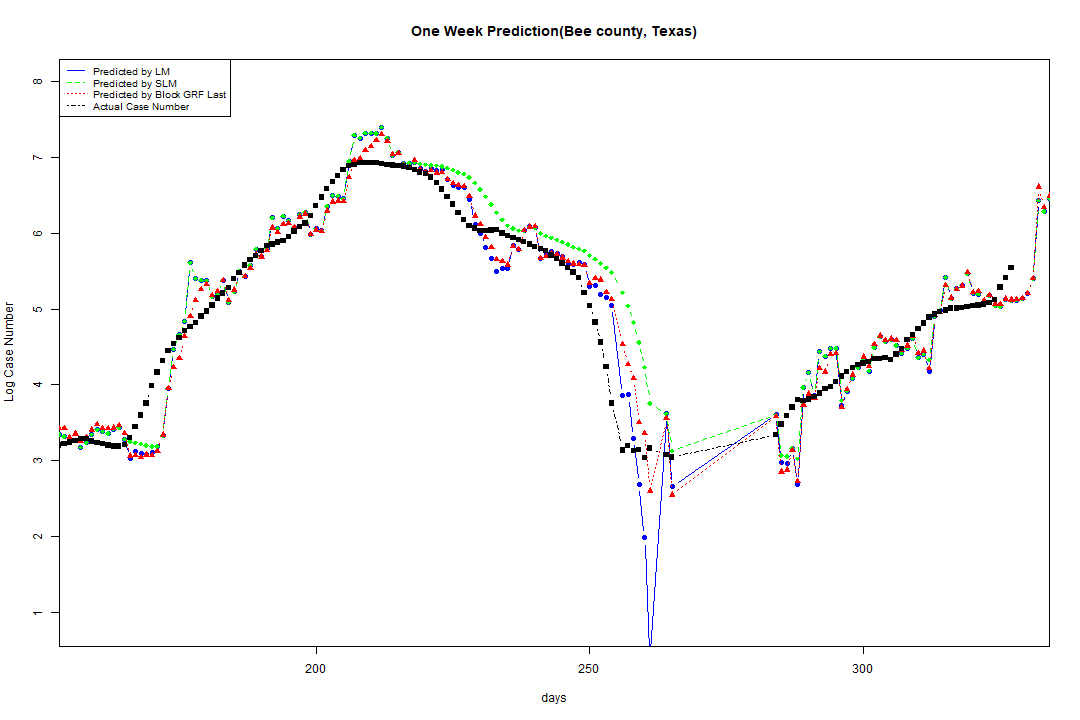 One Week Prediction(Bee county, Texas)
Predicted by LM
Predicted by SLM
Predicted by Block GRF Last
Actual Case Number
8
7
6
5
4
3
2
1
Log Case Number
200
250
300
days